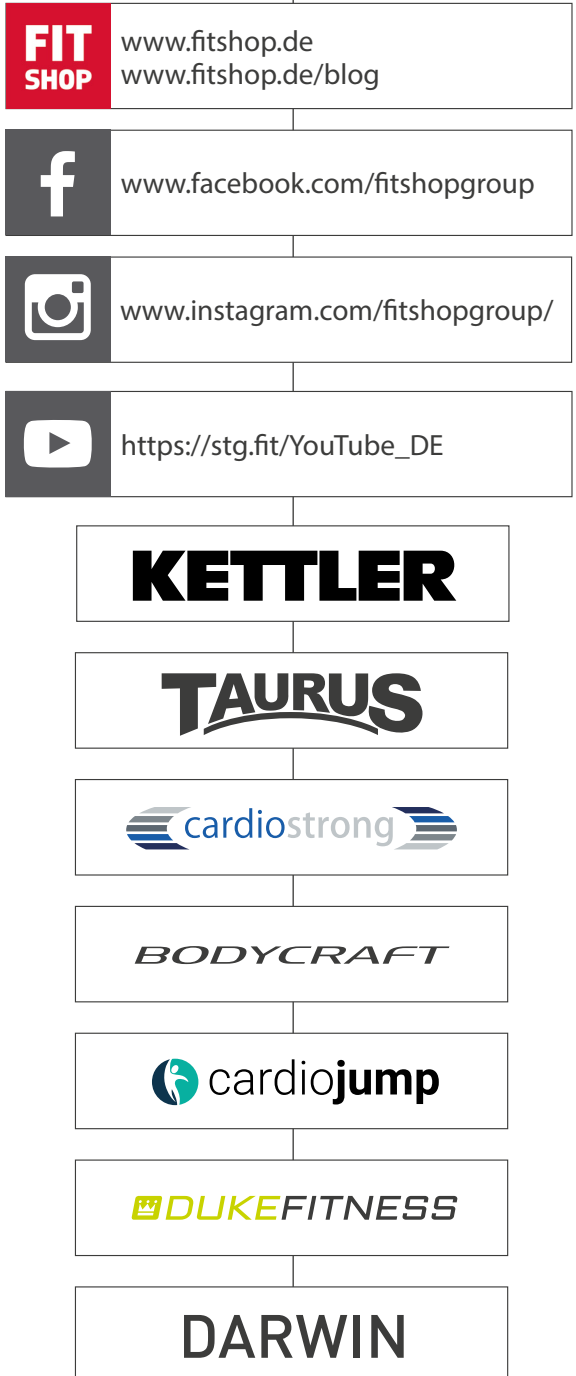 FIT
SHOP
www.fitshop.de
www.fitshop.de/blog
www.facebook.com/fitshopgroup
www.instagram.com/fitshopgroup/
https://stg.fit/YouTube_DE
KETTLER
TAURUS
cardiostrong
BODYCRAFT
cardiojump
DUKEFITNESS
DARWIN